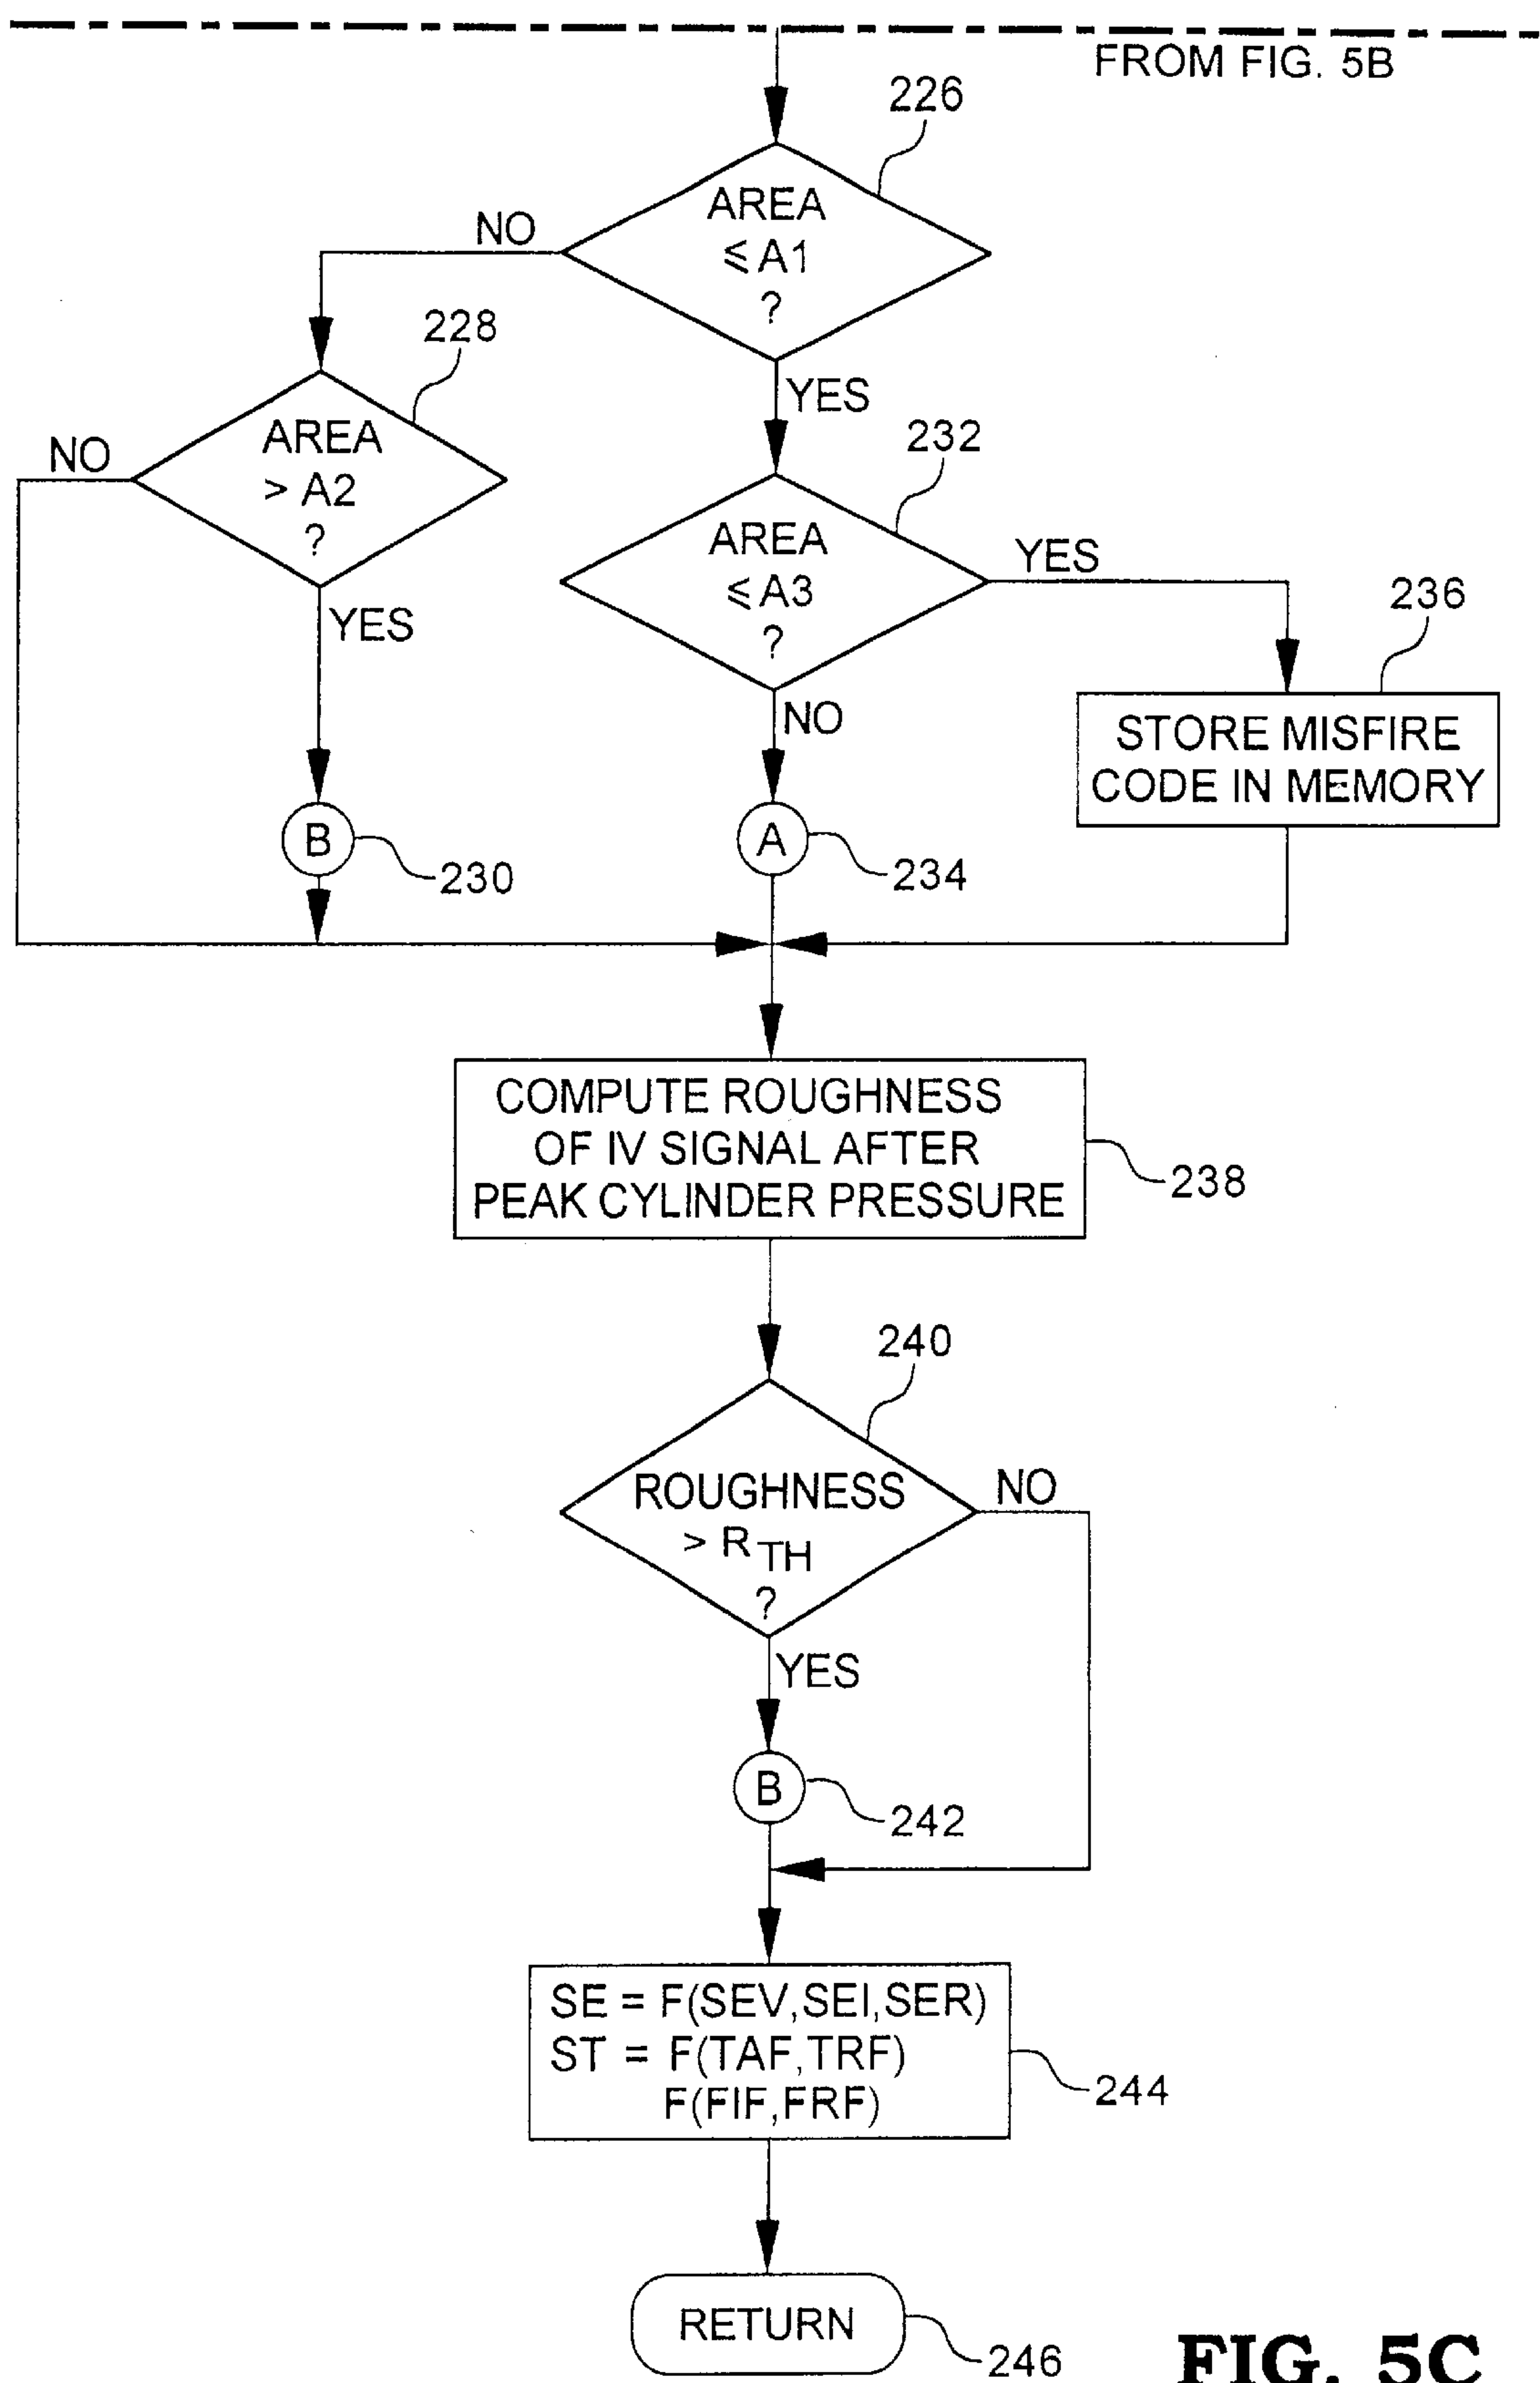 FROM FIG. 5B
226
AREA
≤ A1
?
NO
YES
228
AREA
> A2
?
NO
YES
232
AREA
≤ A3
?
YES
NO
236
STORE MISFIRE
CODE IN MEMORY
B
230
A
234
COMPUTE ROUGHNESS
OF IV SIGNAL AFTER
PEAK CYLINDER PRESSURE
238
240
ROUGHNESS
> RTH
?
NO
YES
B
242
SE = F(SEV,SEI,SER)
ST = F(TAF,TRF)
F(FIF,FRF)
244
RETURN
246
FIG. 5C